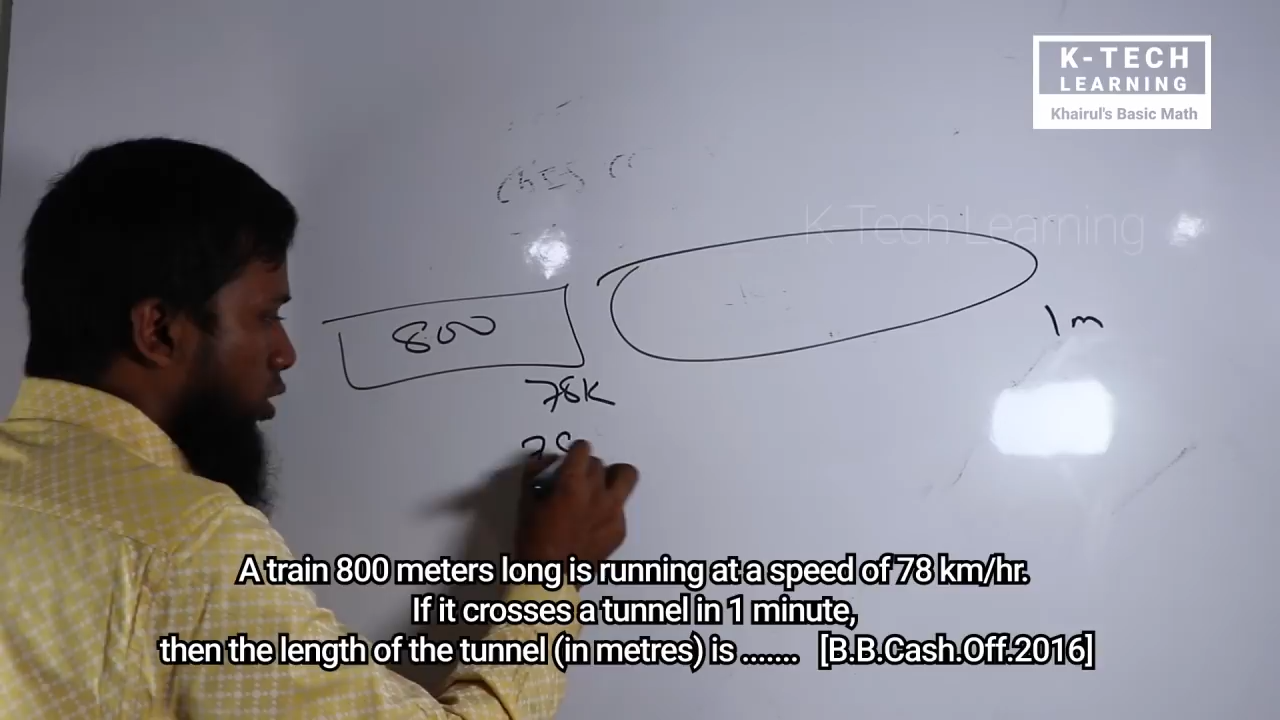 K-TECH
LEARNING
Khairul's Basic Math
K-Tech Learning
800
1m
78K
78
A train 800 meters long is running at a speed of 78 km/hr.
If it crosses a tunnel in 1 minute,
then the length of the tunnel (in metres) is ....... [B.B.Cash.Off.2016]